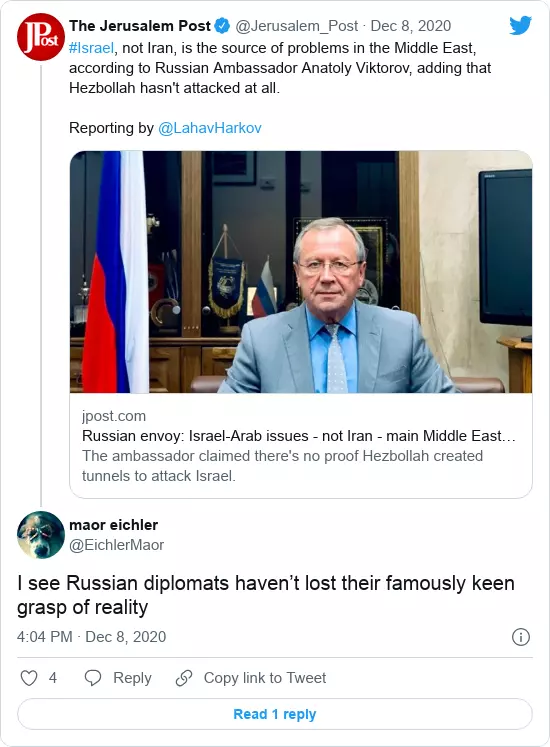 JPost
The Jerusalem Post @Jerusalem_Post · Dec 8, 2020
#Israel, not Iran, is the source of problems in the Middle East,
according to Russian Ambassador Anatoly Viktorov, adding that
Hezbollah hasn't attacked at all.
Reporting by @LahavHarkov
jpost.com
Russian envoy: Israel-Arab issues - not Iran - main Middle East…
The ambassador claimed there's no proof Hezbollah created
tunnels to attack Israel.
maor eichler
@EichlerMaor
I see Russian diplomats haven’t lost their famously keen
grasp of reality
4:04 PM · Dec 8, 2020
4 Reply Copy link to Tweet
Read 1 reply